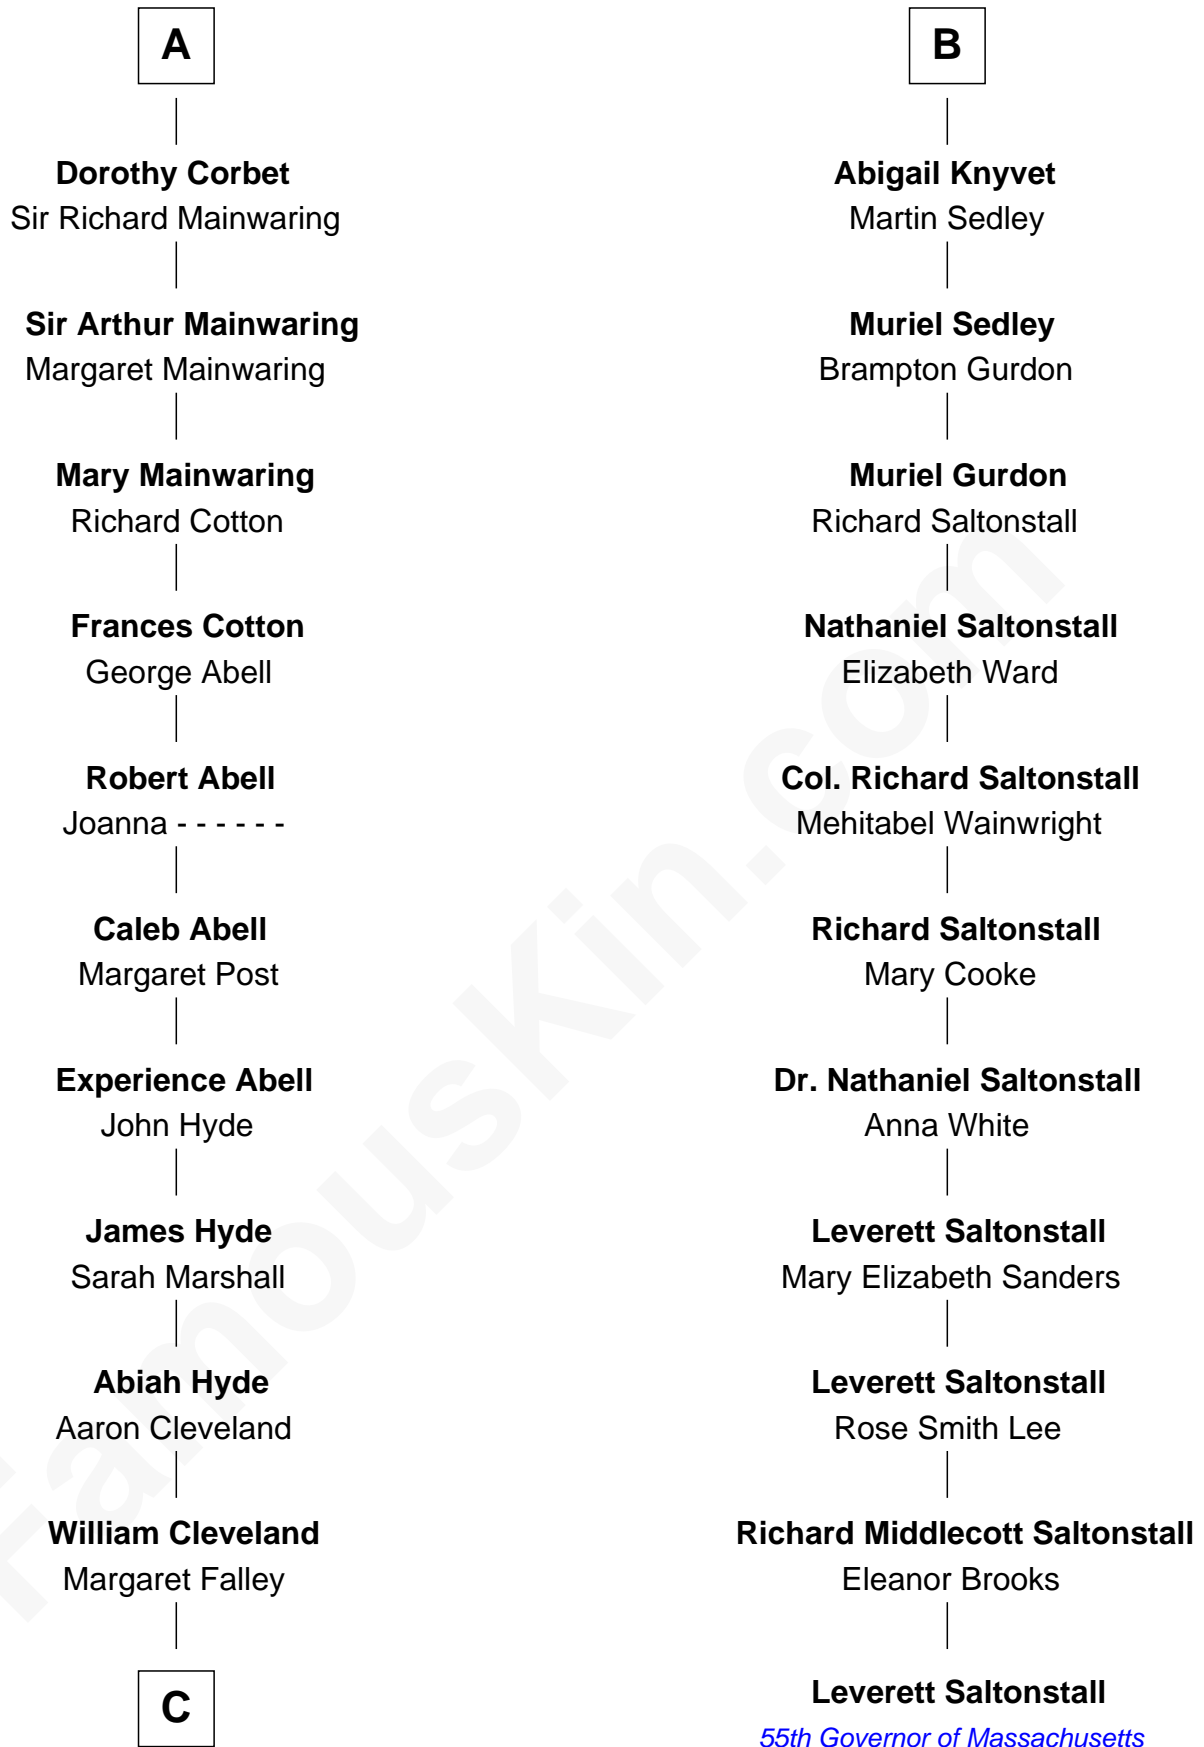 A
Dorothy Corbet
Sir Richard Mainwaring
Sir Arthur Mainwaring
Margaret Mainwaring
Mary Mainwaring
Richard Cotton
Frances Cotton
George Abell
Robert Abell
Joanna - - - - - -
Caleb Abell
Margaret Post
Experience Abell
John Hyde
James Hyde
Sarah Marshall
Abiah Hyde
Aaron Cleveland
William Cleveland
Margaret Falley
C
B
Abigail Knyvet
Martin Sedley
Muriel Sedley
Brampton Gurdon
Muriel Gurdon
Richard Saltonstall
Nathaniel Saltonstall
Elizabeth Ward
Col. Richard Saltonstall
Mehitabel Wainwright
Richard Saltonstall
Mary Cooke
Dr. Nathaniel Saltonstall
Anna White
Leverett Saltonstall
Mary Elizabeth Sanders
Leverett Saltonstall
Rose Smith Lee
Richard Middlecott Saltonstall
Eleanor Brooks
Leverett Saltonstall
55th Governor of Massachusetts
FamousKin.com